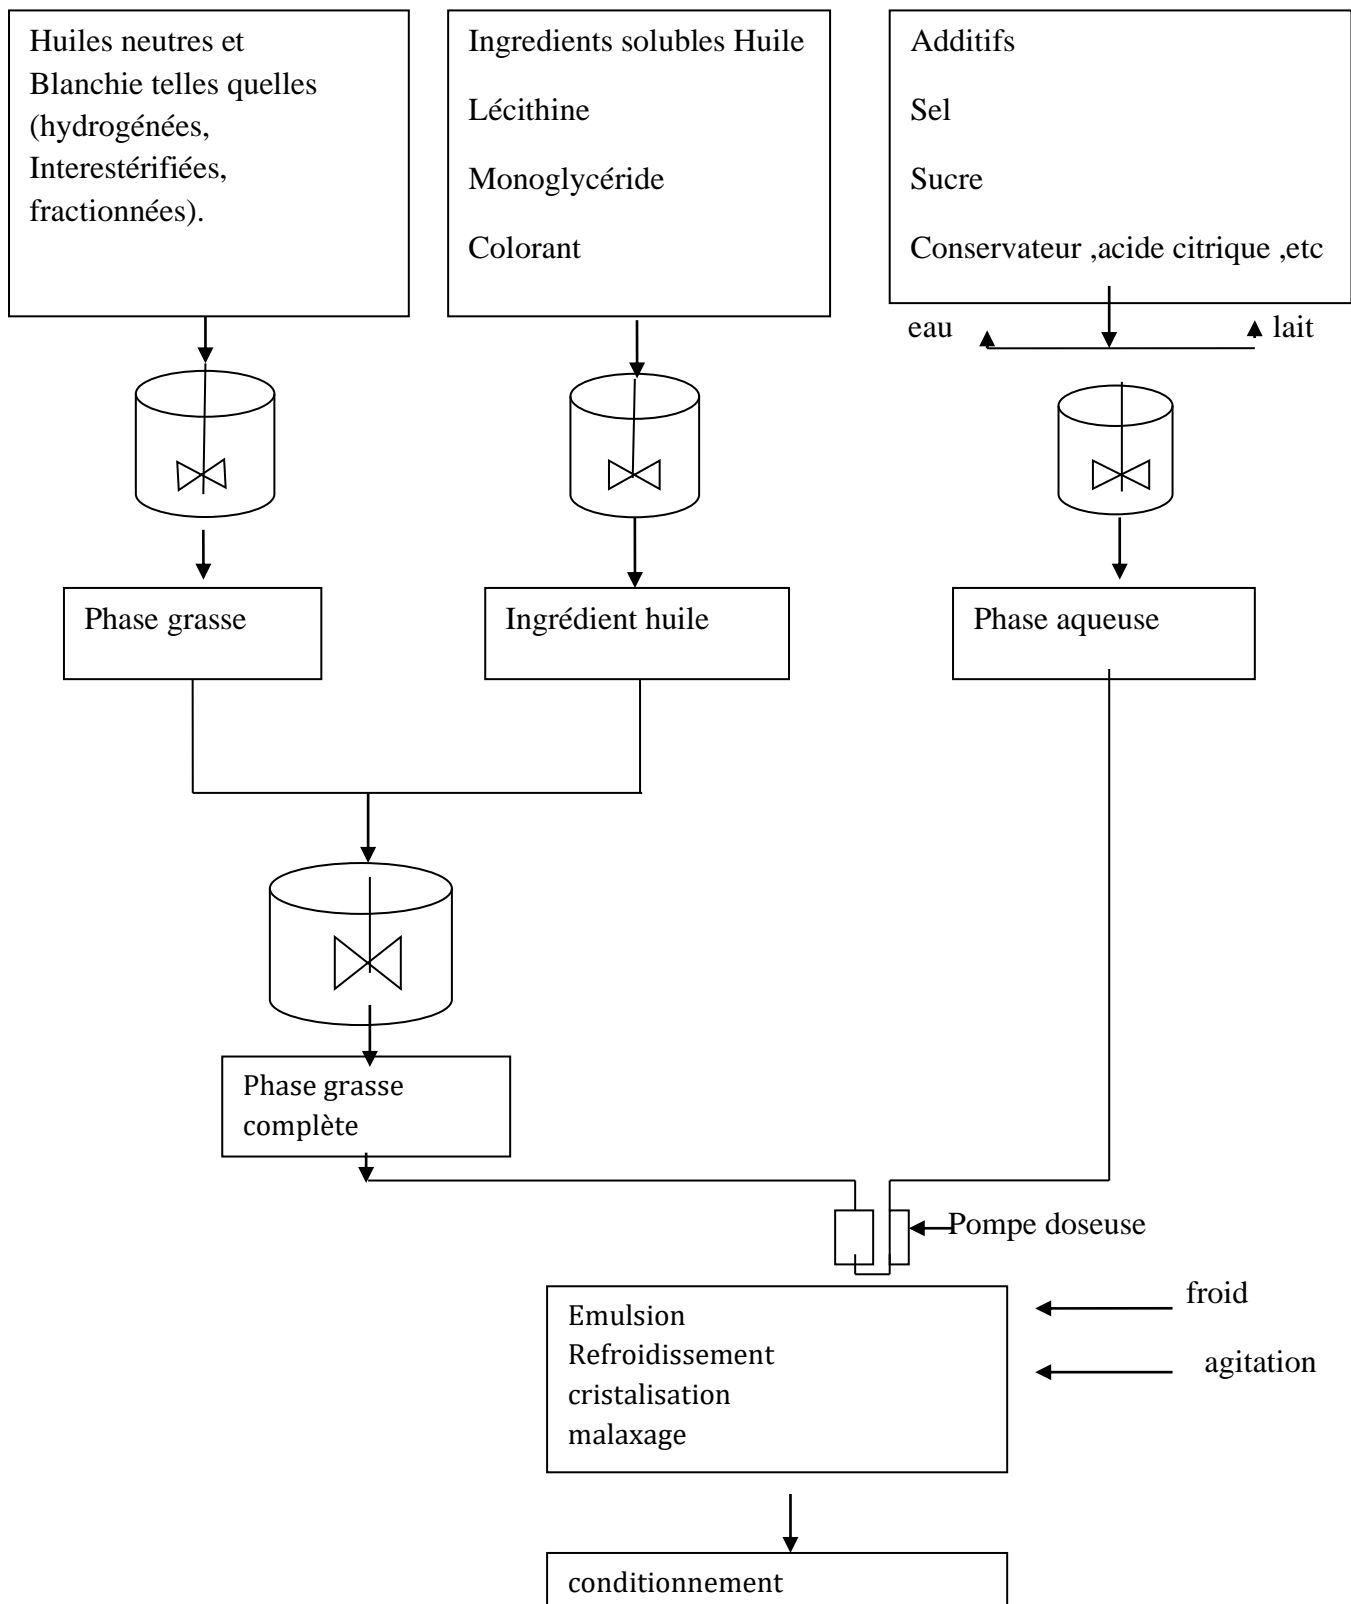 Huiles neutres et
Blanchie telles quelles
(hydrogénées,
Interestérifiées,
fractionnées).
Ingredients solubles Huile
Lécithine
Monoglycéride
Colorant
Additifs
Sel
Sucre
Conservateur ,acide citrique ,etc
eau
lait
Phase grasse
Ingrédient huile
Phase aqueuse
Phase grasse
complète
Pompe doseuse
Emulsion
Refroidissement
cristalisation
malaxage
froid
agitation
conditionnement